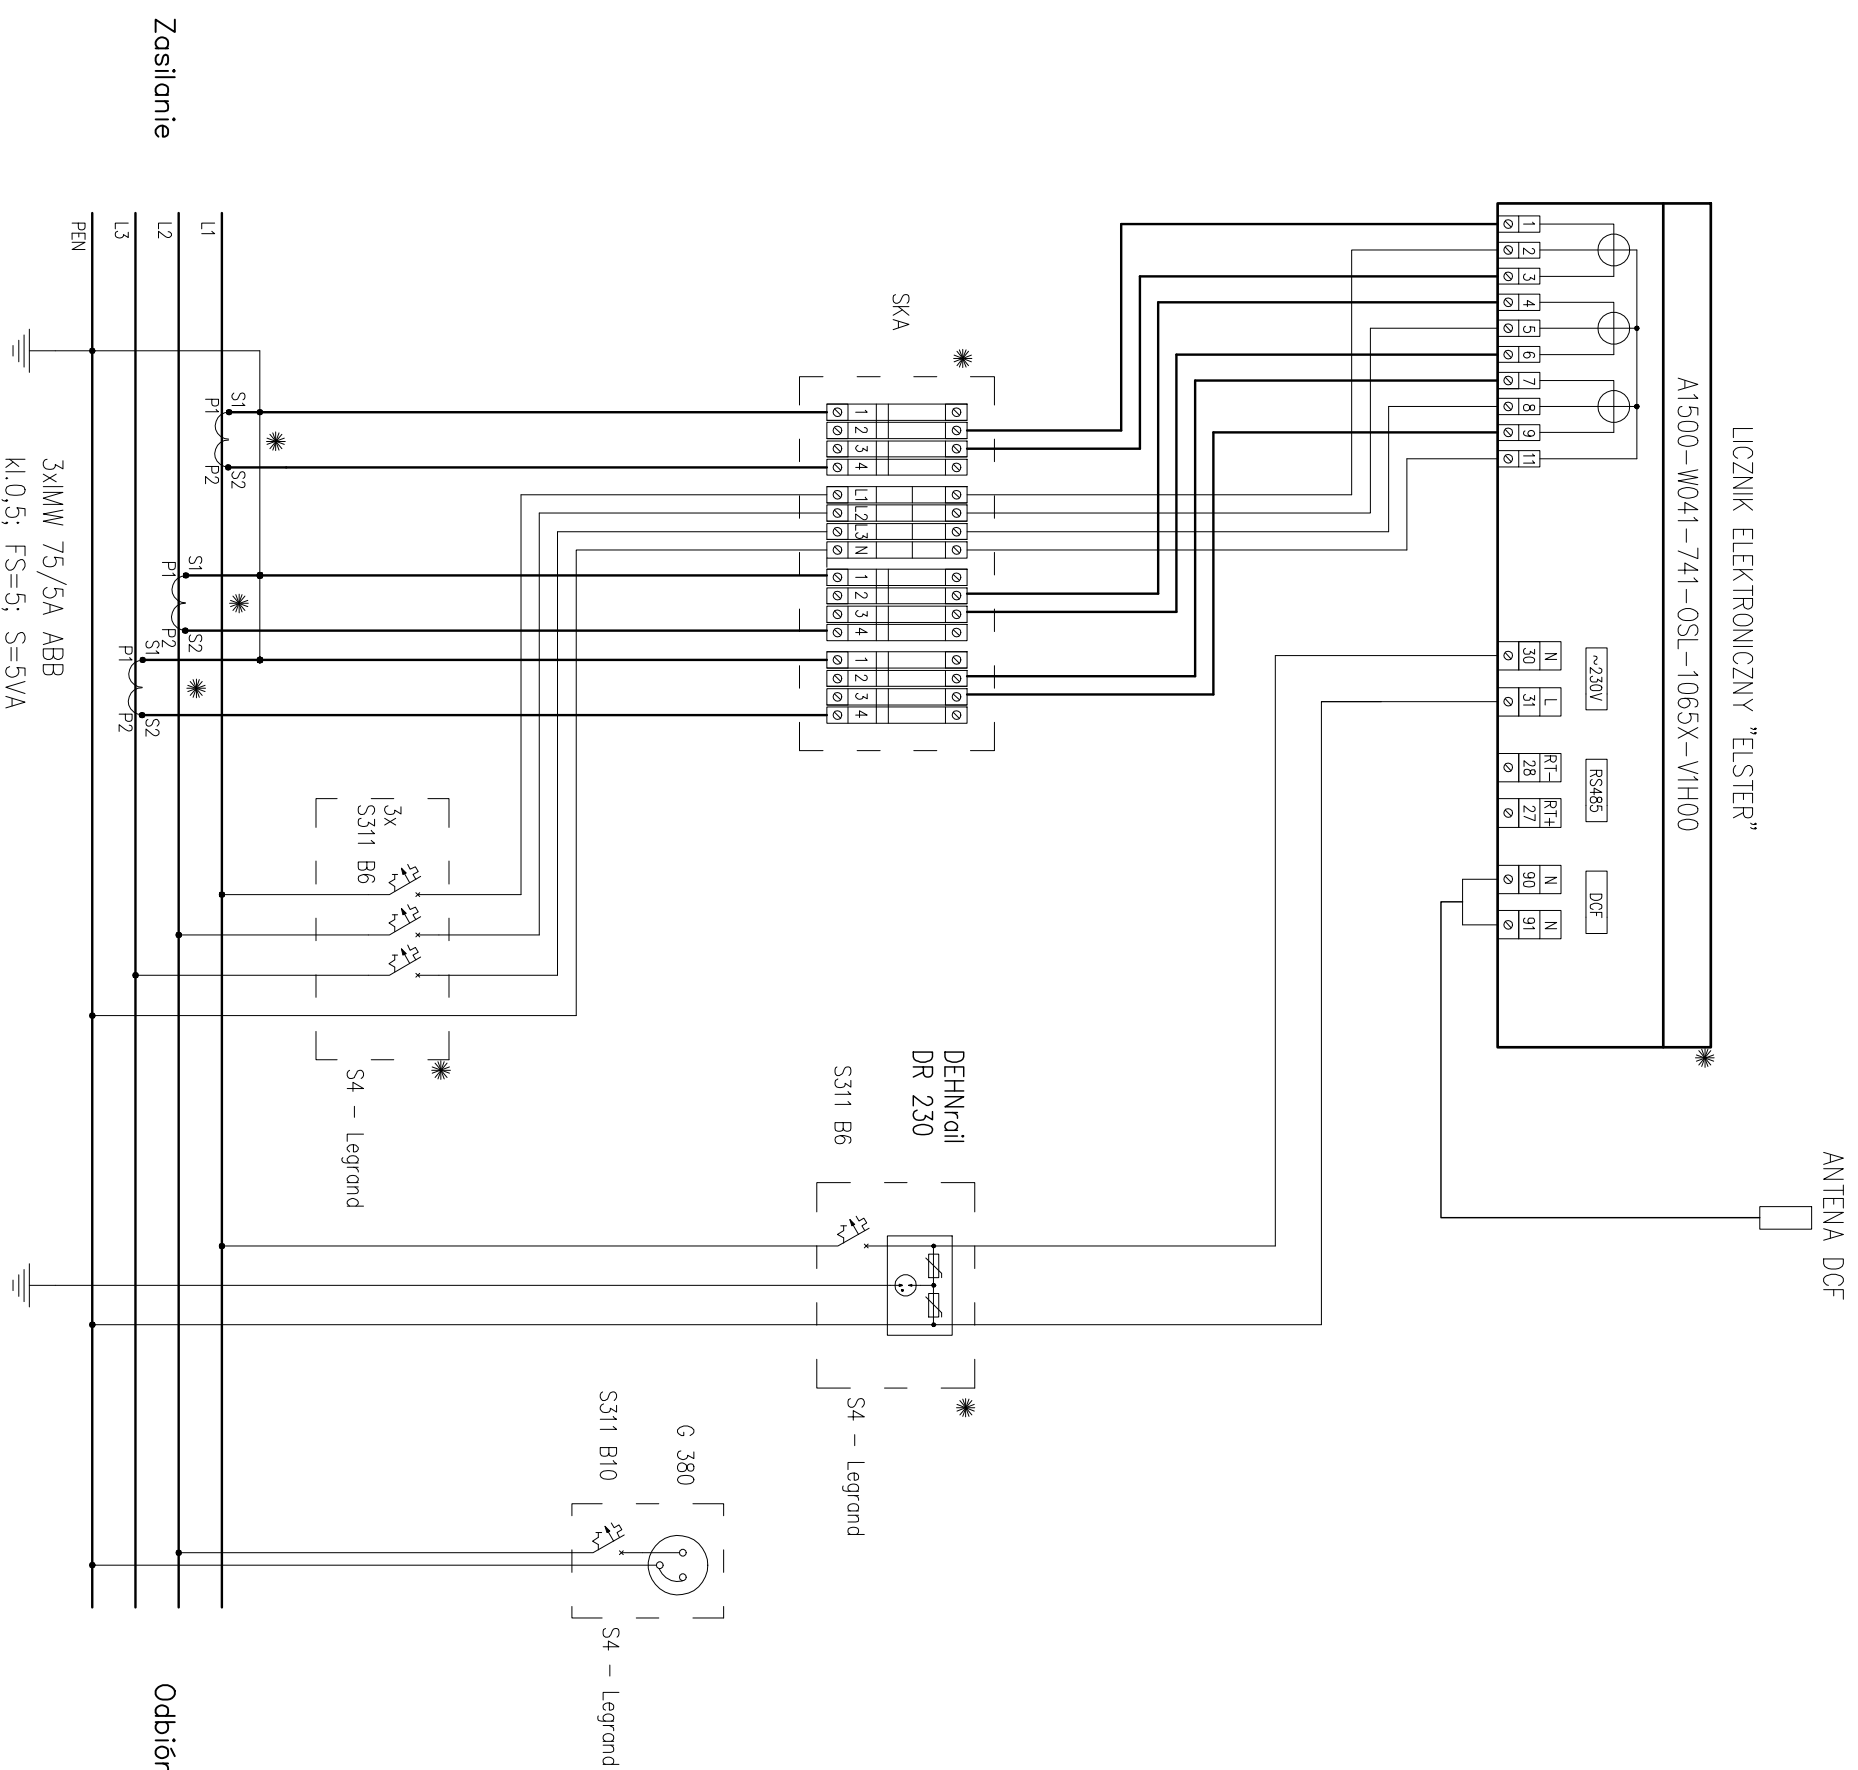 ANTENA DCF
LICZNIK ELEKTRONICZNY "ELSTER"
A1500-W041-741-OSL-1065X-V1H00
~230V
RS485
DCF
N
L
RT-
RT+
N
N
1
2
3
4
5
6
7
8
9
11
30
31
28
27
90
91
SKA
1
2
3
4
L1
L2
L3
N
1
2
3
4
1
2
3
4
DEHNrail
DR 230
S311 B6
S4 - Legrand
G 380
S311 B10
S4 - Legrand
3x
S311 B6
S4 - Legrand
S1
S2
P1
P2
S1
S2
P1
P2
S1
S2
P1
P2
L1
L2
L3
PEN
Zasilanie
Odbiór
3xIMW 75/5A ABB
kl.0,5; FS=5; S=5VA